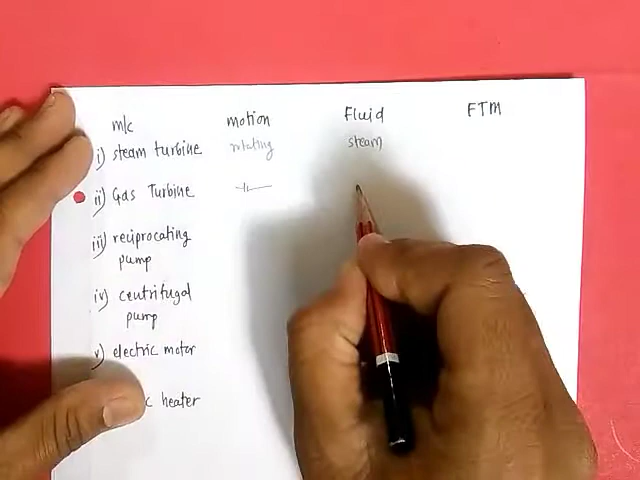 m/c motion Fluid FTM
i) steam turbine rotating steam
ii) Gas Turbine –〃–
iii) reciprocating
pump
iv) centrifugal
pump
v) electric motor
c heater